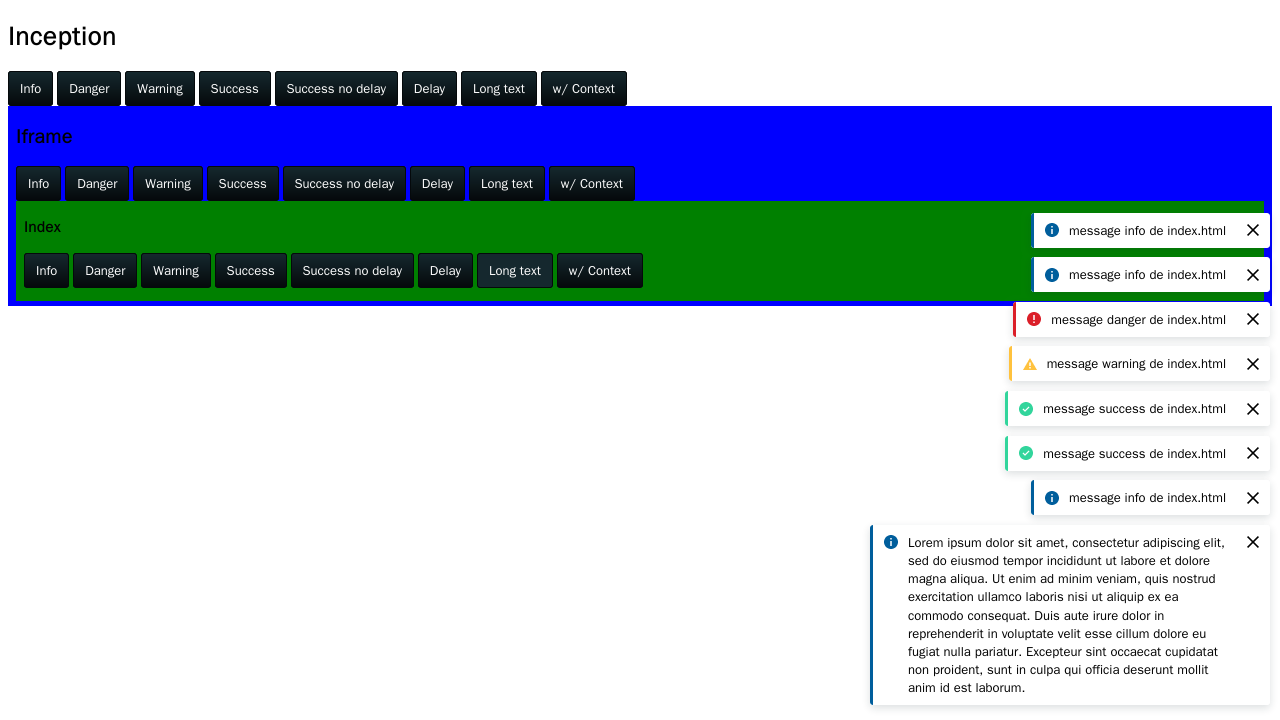 Inception
Info Danger Warning Success Success no delay Delay Long text w/ Context
Iframe
Info Danger Warning Success Success no delay Delay Long text w/ Context
Index
Info Danger Warning Success Success no delay Delay Long text w/ Context
message info de index.html
message info de index.html
message danger de index.html
message warning de index.html
message success de index.html
message success de index.html
message info de index.html
Lorem ipsum dolor sit amet, consectetur adipiscing elit,
sed do eiusmod tempor incididunt ut labore et dolore
magna aliqua. Ut enim ad minim veniam, quis nostrud
exercitation ullamco laboris nisi ut aliquip ex ea
commodo consequat. Duis aute irure dolor in
reprehenderit in voluptate velit esse cillum dolore eu
fugiat nulla pariatur. Excepteur sint occaecat cupidatat
non proident, sunt in culpa qui officia deserunt mollit
anim id est laborum.